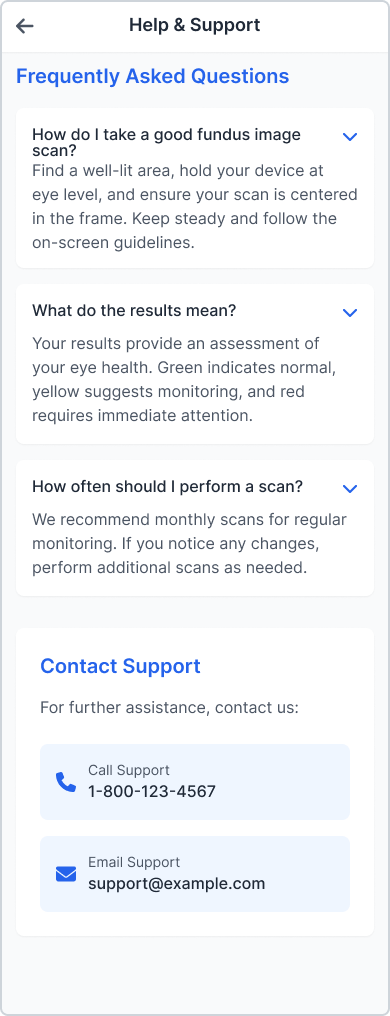 Help & Support
Frequently Asked Questions
How do I take a good fundus image
scan?
Find a well-lit area, hold your device at
eye level, and ensure your scan is centered
in the frame. Keep steady and follow the
on-screen guidelines.
What do the results mean?
Your results provide an assessment of
your eye health. Green indicates normal,
yellow suggests monitoring, and red
requires immediate attention.
How often should I perform a scan?
We recommend monthly scans for regular
monitoring. If you notice any changes,
perform additional scans as needed.
Contact Support
For further assistance, contact us:
Call Support
1-800-123-4567
Email Support
support@example.com